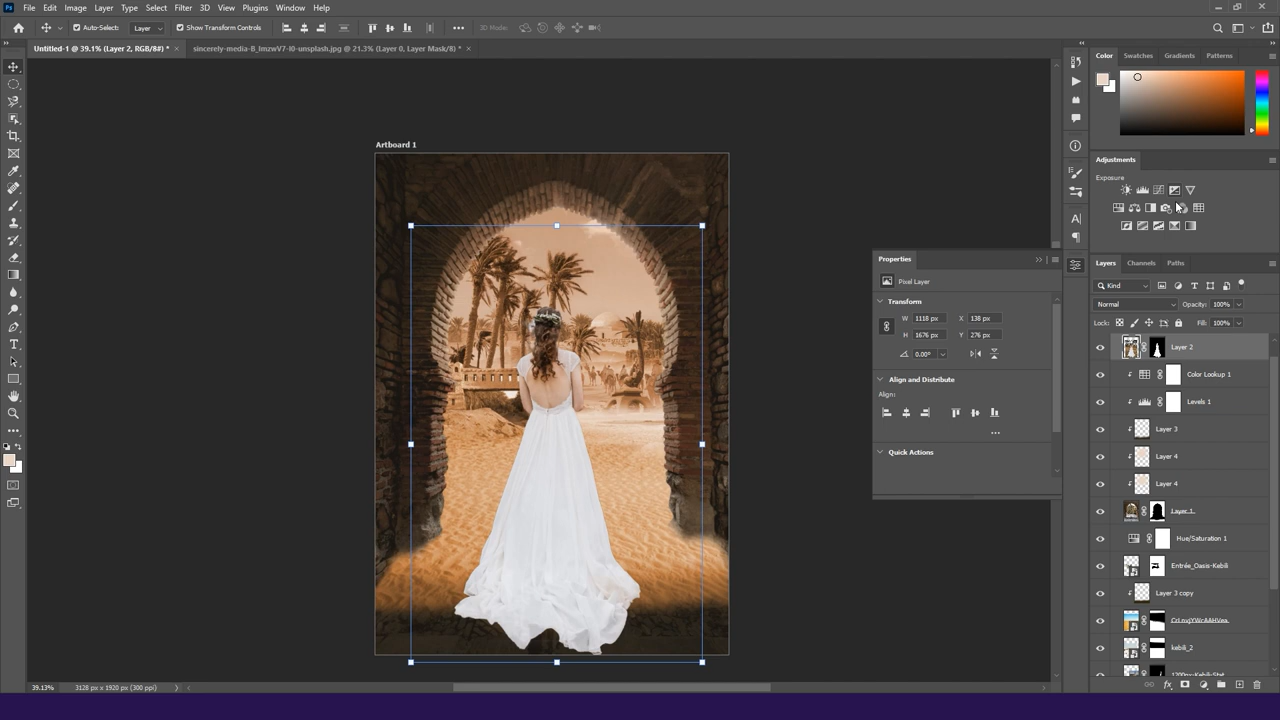 Ps File Edit Image Layer Type Select Filter 3D View Plugins Window Help
Auto-Select: Layer Show Transform Controls 3D Mode:
Untitled-1 @ 39.1% (Layer 2, RGB/8#) * × sincerely-media-B_lmzwV7-I0-unsplash.jpg @ 21.3% (Layer 0, Layer Mask/8) * ×
Artboard 1
Color Swatches Gradients Patterns
Adjustments
Exposure
Properties
Pixel Layer
Transform
W 1118 px X 138 px
H 1676 px Y 276 px
0.00°
Align and Distribute
Align:
Quick Actions
Layers Channels Paths
Kind
Normal Opacity: 100%
Lock: Fill: 100%
Layer 2
Color Lookup 1
Levels 1
Layer 3
Layer 4
Layer 4
Layer 1
Hue/Saturation 1
Entrée_Oasis-Kebili
Layer 3 copy
kebili_2
1200px-Kebili-Stat
39.13% 3128 px x 1920 px (300 ppi)